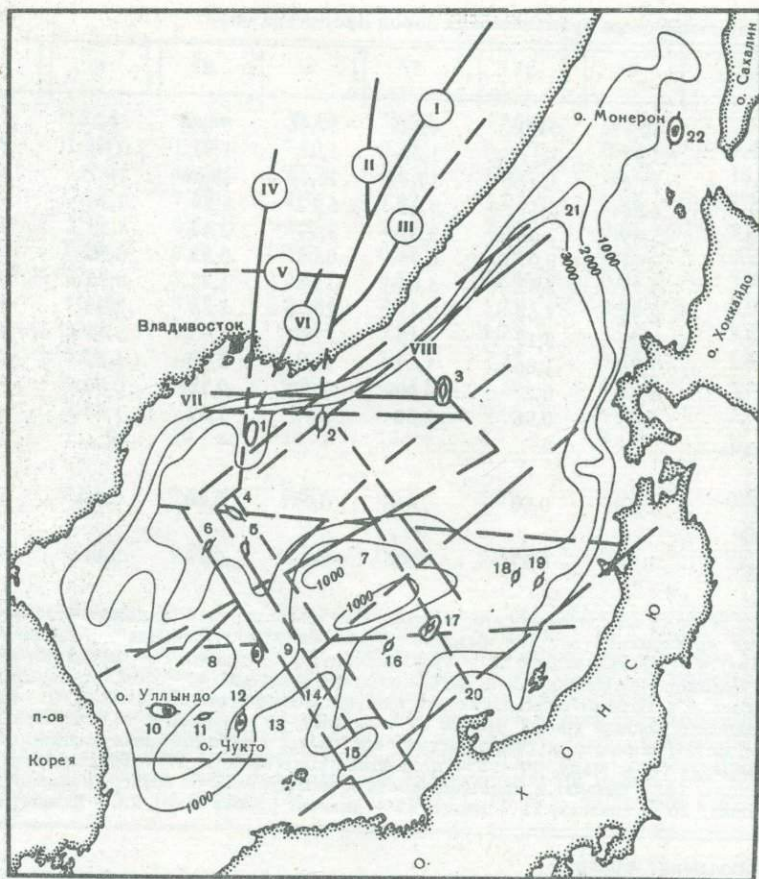 о. Сахалин
о. Монерон
22
I
II
IV
III
21
1000
2000
3000
V
VI
Владивосток
о. Хоккайдо
VIII
VII
3
1
2
4
6
5
7
1000
18
19
1000
17
16
8
9
о. Уллындо
12
14
20
10
11
13
п-ов
Корея
о. Чукто
15
1000
о. Хонсю